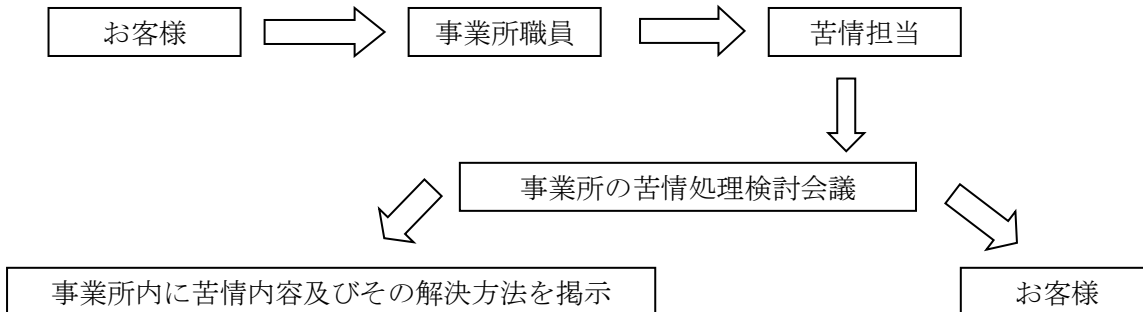 お客様
事業所職員
苦情担当
事業所の苦情処理検討会議
事業所内に苦情内容及びその解決方法を掲示
お客様